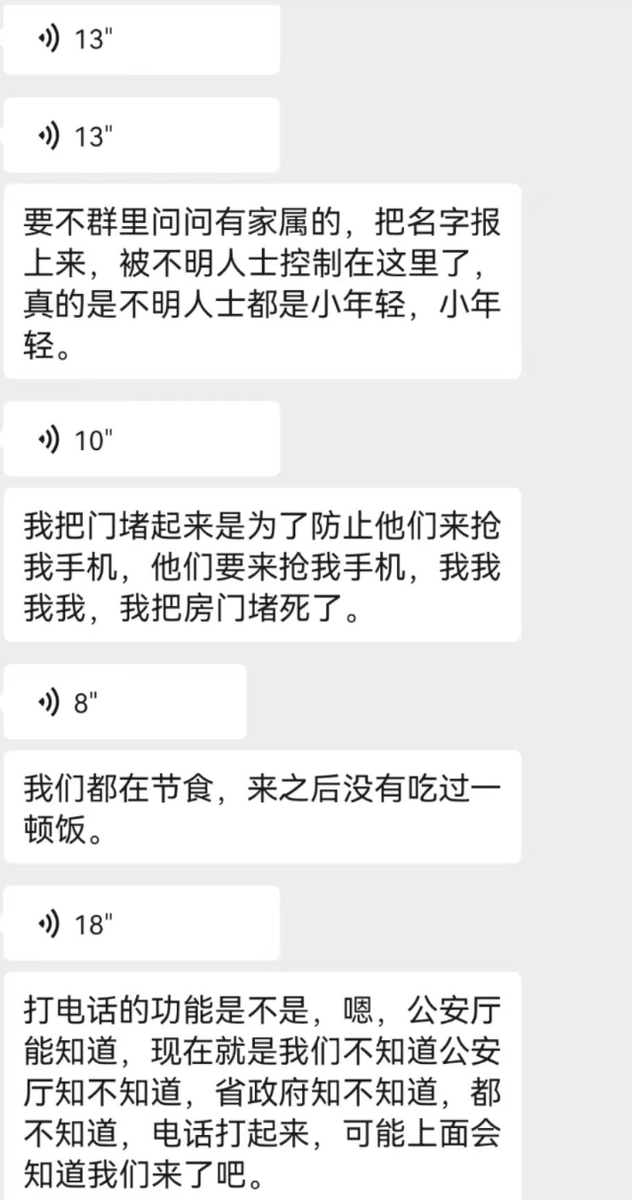 13"
13"
要不群里问问有家属的，把名字报
上来，被不明人士控制在这里了，
真的是不明人士都是小年轻，小年
轻。
10"
我把门堵起来是为了防止他们来抢
我手机，他们要来抢我手机，我我
我我，我把房门堵死了。
8"
我们都在节食，来之后没有吃过一
顿饭。
18"
打电话的功能是不是，嗯，公安厅
能知道，现在就是我们不知道公安
厅知不知道，省政府知不知道，都
不知道，电话打起来，可能上面会
知道我们来了吧。